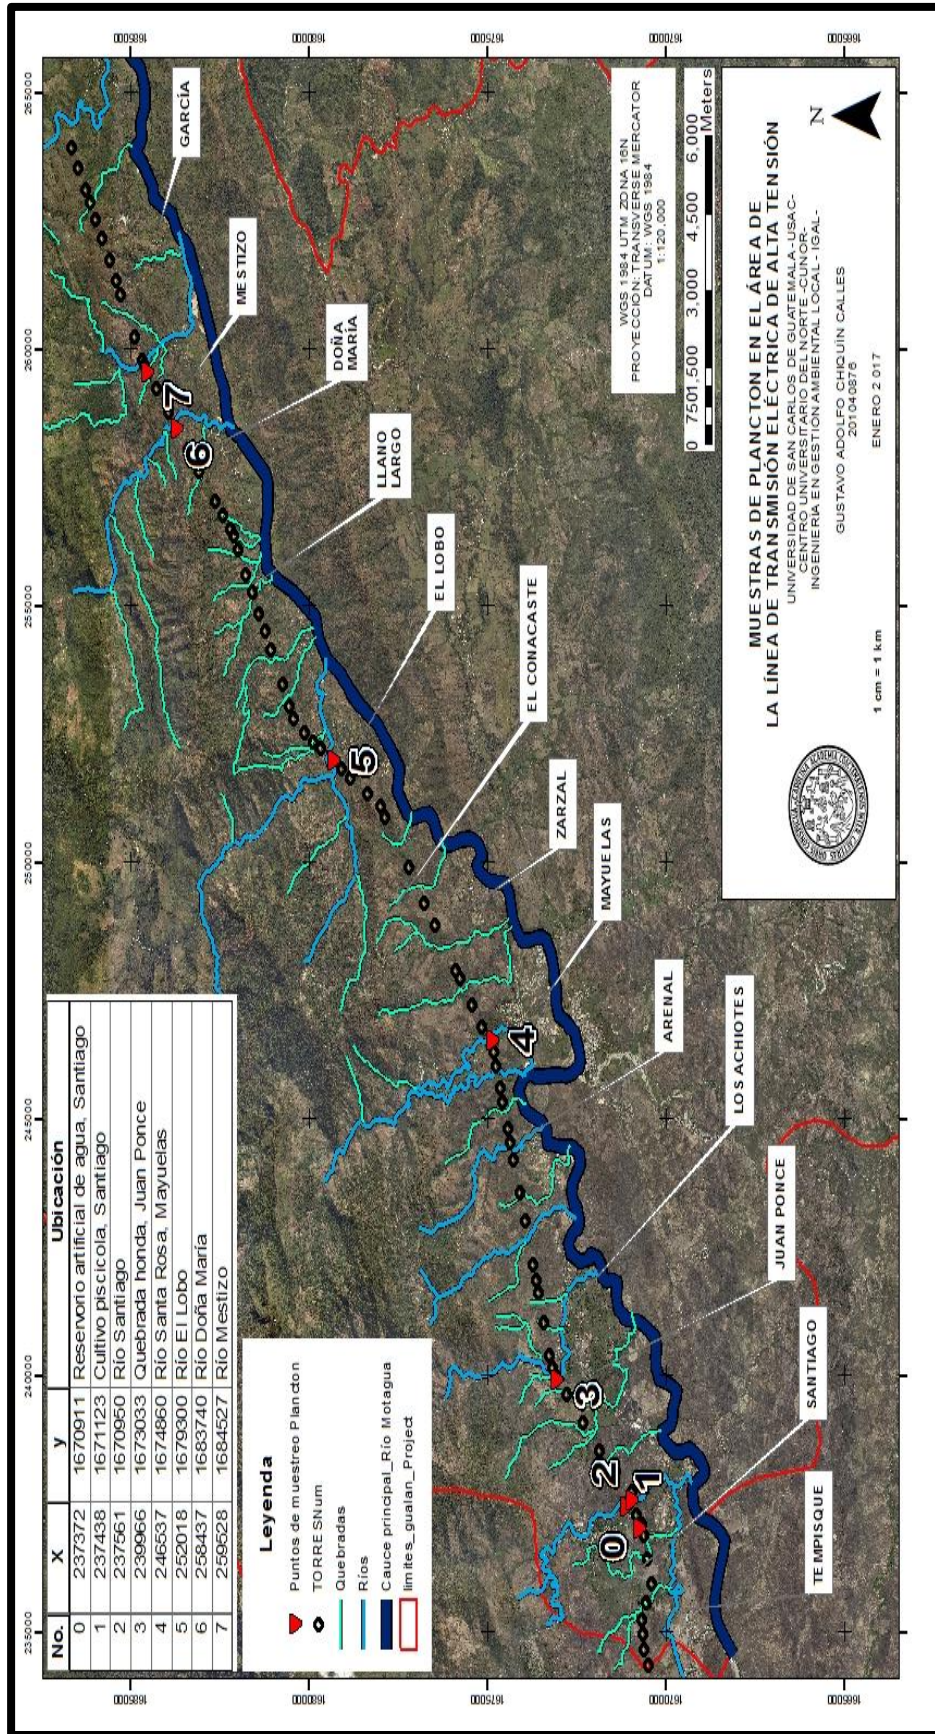 No. X y Ubicación
0 237372 1670911 Reservorio artificial de agua, Santiago
1 237438 1671123 Cultivo piscícola, Santiago
2 237561 1670950 Río Santiago
3 239966 1673033 Quebrada honda, Juan Ponce
4 246537 1674860 Río Santa Rosa, Mayuelas
5 252018 1679300 Río El Lobo
6 258437 1683740 Río Doña María
7 259528 1684527 Río Mestizo
Leyenda
Puntos de muestreo Plancton
TORRESNum
Quebradas
Ríos
Cauce principal_Río Motagua
limites_gualan_Project
235000
240000
245000
250000
255000
260000
265000
1685000
1680000
1675000
1670000
1665000
0
1
2
3
4
5
6
7
TEMPISQUE
SANTIAGO
JUAN PONCE
LOS ACHIOTES
ARENAL
MAYUELAS
ZARZAL
EL CONACASTE
EL LOBO
LLANO
LARGO
DOÑA
MARÍA
MESTIZO
GARCÍA
WGS 1984 UTM ZONA 16N
PROYECCIÓN: TRANSVERSE MERCATOR
DATUM: WGS 1984
1:120,000
0 750 1,500 3,000 4,500 6,000
Meters
MUESTRAS DE PLANCTON EN EL ÁREA DE
LA LÍNEA DE TRANSMISIÓN ELÉCTRICA DE ALTA TENSIÓN
UNIVERSIDAD DE SAN CARLOS DE GUATEMALA -USAC-
CENTRO UNIVERSITARIO DEL NORTE -CUNOR-
INGENIERIA EN GESTIÓN AMBIENTAL LOCAL - IGAL-
GUSTAVO ADOLFO CHIQUÍN CALLES
201040876
1 cm = 1 km
ENERO 2 017
N